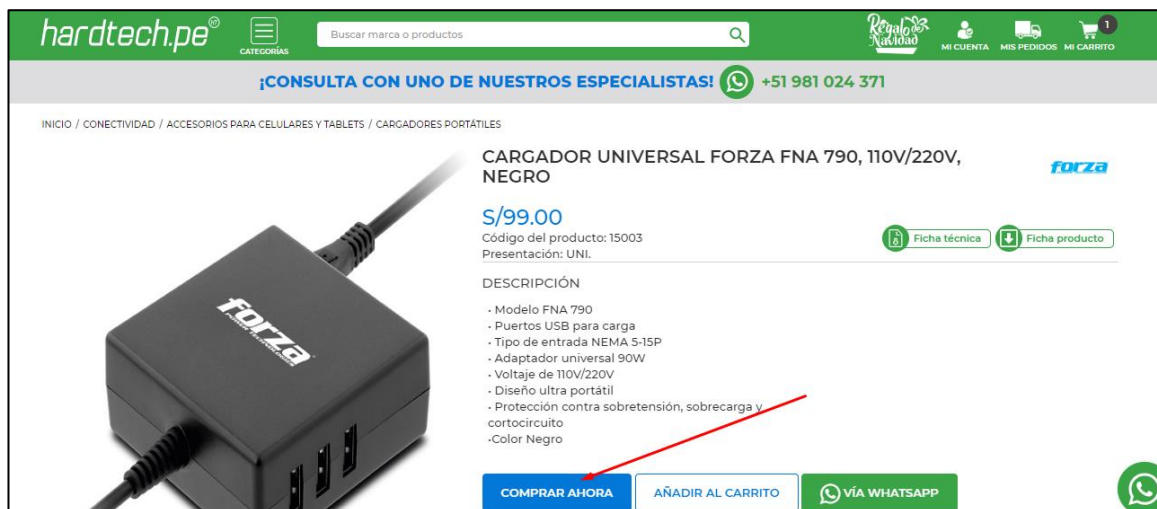 hardtech.pe®
CATEGORÍAS
Buscar marca o productos
Regalos Navidad
MI CUENTA
MIS PEDIDOS
MI CARRITO
1
¡CONSULTA CON UNO DE NUESTROS ESPECIALISTAS! +51 981 024 371
INICIO / CONECTIVIDAD / ACCESORIOS PARA CELULARES Y TABLETS / CARGADORES PORTÁTILES
CARGADOR UNIVERSAL FORZA FNA 790, 110V/220V,
NEGRO
forza
S/99.00
Código del producto: 15003
Presentación: UNI.
Ficha técnica
Ficha producto
DESCRIPCIÓN
• Modelo FNA 790
• Puertos USB para carga
• Tipo de entrada NEMA 5-15P
• Adaptador universal 90W
• Voltaje de 110V/220V
• Diseño ultra portátil
• Protección contra sobretensión, sobrecarga y
cortocircuito
•Color Negro
forza
POWER TECHNOLOGIES
COMPRAR AHORA
AÑADIR AL CARRITO
VÍA WHATSAPP